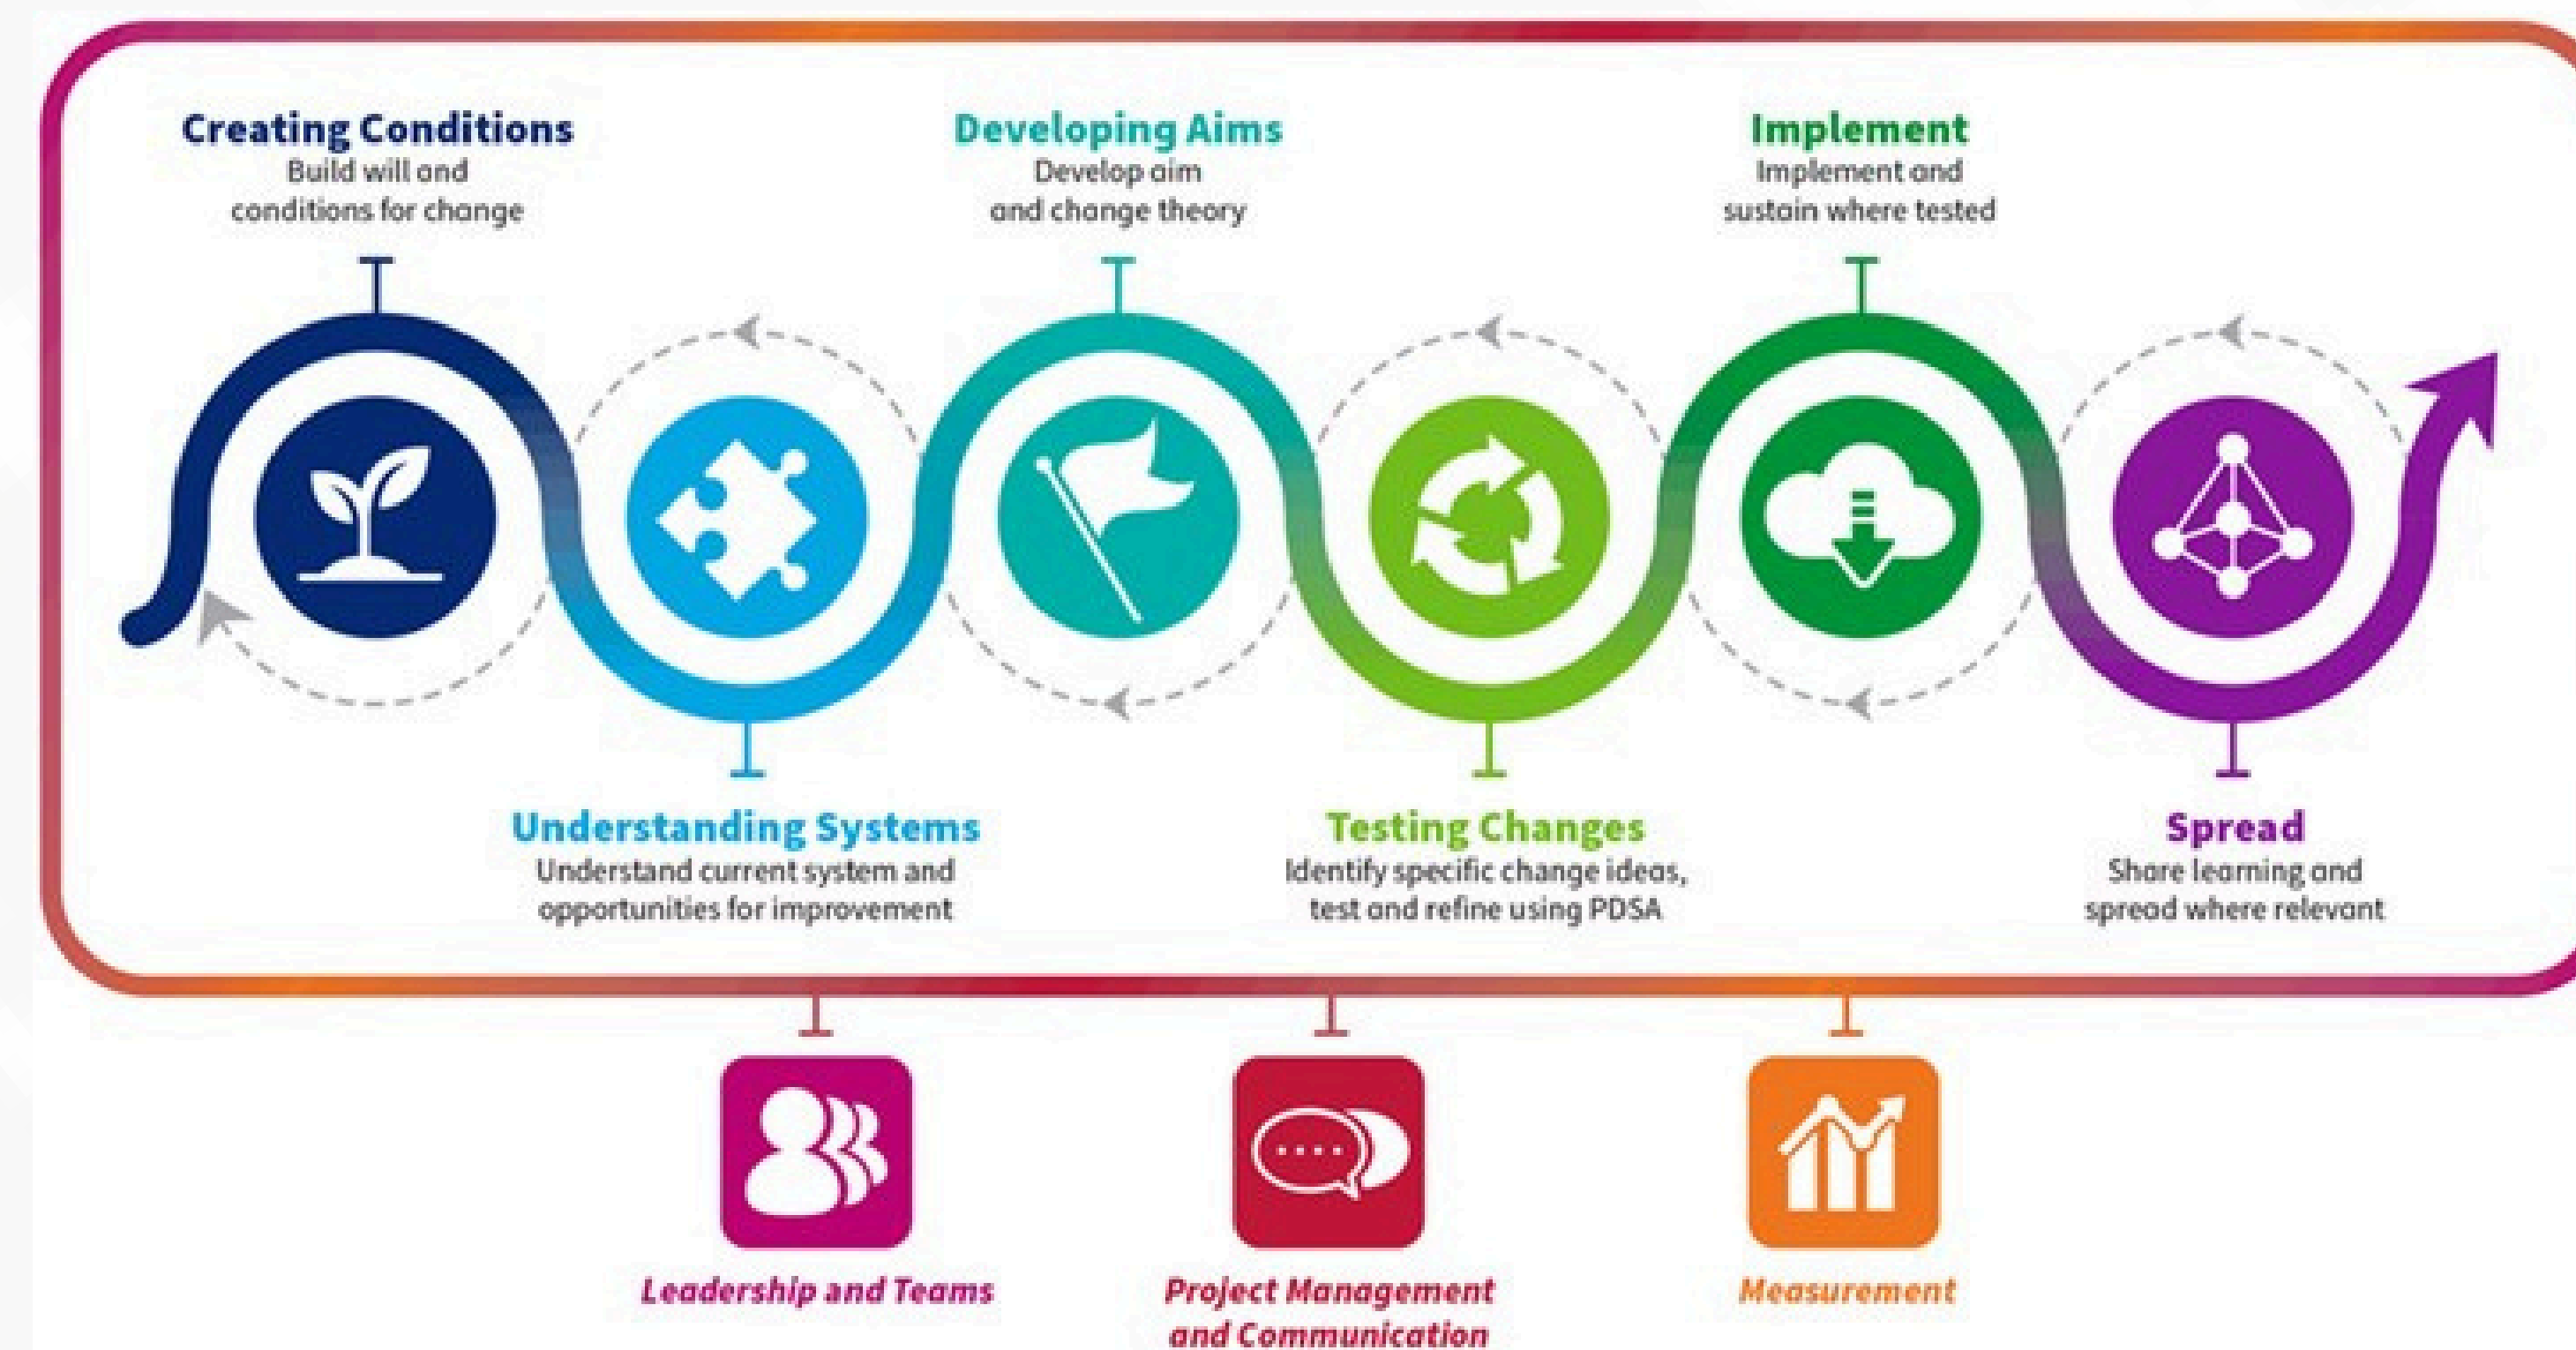 Creating Conditions
Build will and
conditions for change
Understanding Systems
Understand current system and
opportunities for improvement
Developing Aims
Develop aim
and change theory
Testing Changes
Identify specific change ideas,
test and refine using PDSA
Implement
Implement and
sustain where tested
Spread
Share learning and
spread where relevant
Leadership and Teams
Project Management
and Communication
Measurement